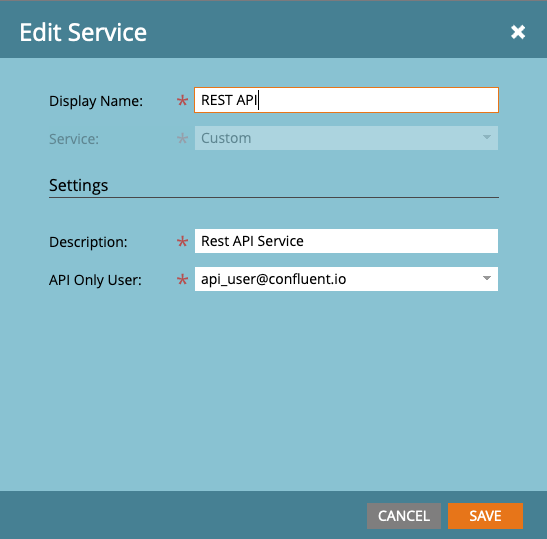 Edit Service
Display Name: * REST API
Service: * Custom
Settings
Description: * Rest API Service
API Only User: * api_user@confluent.io
CANCEL SAVE